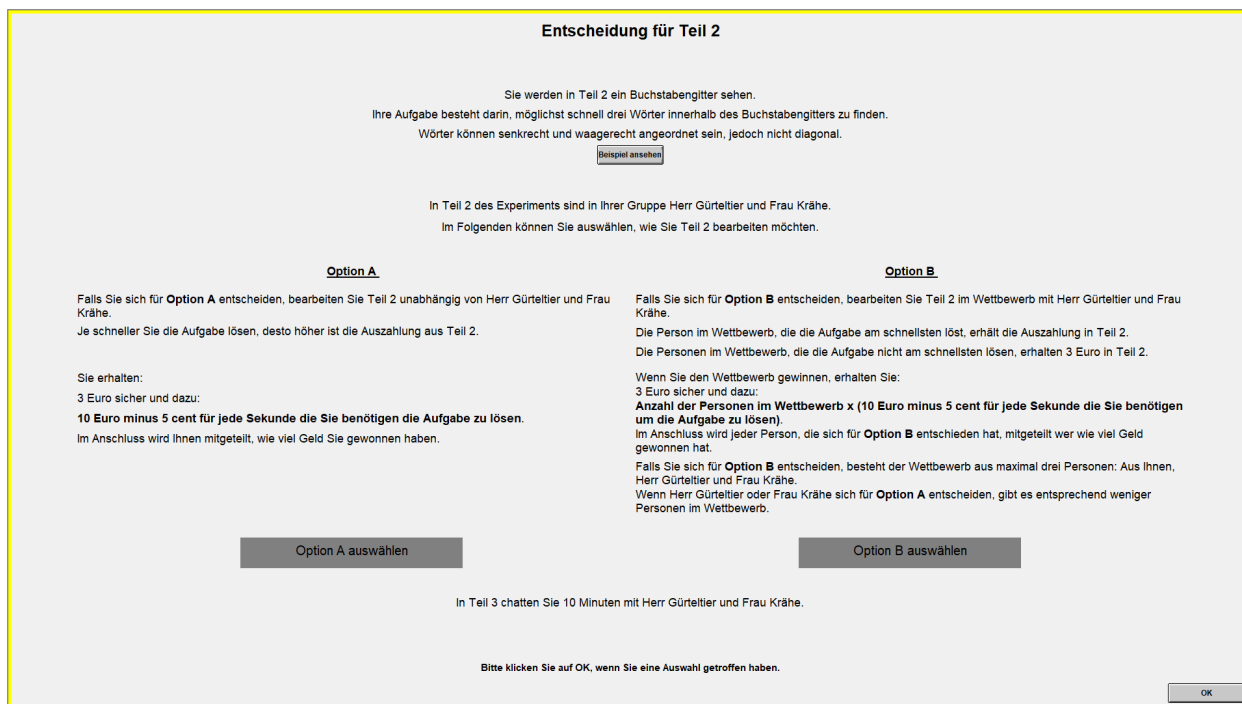 Entscheidung für Teil 2
Sie werden in Teil 2 ein Buchstabengitter sehen.
Ihre Aufgabe besteht darin, möglichst schnell drei Wörter innerhalb des Buchstabengitters zu finden.
Wörter können senkrecht und waagerecht angeordnet sein, jedoch nicht diagonal.
Beispiel ansehen
In Teil 2 des Experiments sind in Ihrer Gruppe Herr Gürteltier und Frau Krähe.
Im Folgenden können Sie auswählen, wie Sie Teil 2 bearbeiten möchten.
Option A
Falls Sie sich für Option A entscheiden, bearbeiten Sie Teil 2 unabhängig von Herr Gürteltier und Frau
Krähe.
Je schneller Sie die Aufgabe lösen, desto höher ist die Auszahlung aus Teil 2.
Sie erhalten:
3 Euro sicher und dazu:
10 Euro minus 5 cent für jede Sekunde die Sie benötigen die Aufgabe zu lösen.
Im Anschluss wird Ihnen mitgeteilt, wie viel Geld Sie gewonnen haben.
Option A auswählen
Option B
Falls Sie sich für Option B entscheiden, bearbeiten Sie Teil 2 im Wettbewerb mit Herr Gürteltier und Frau
Krähe.
Die Person im Wettbewerb, die die Aufgabe am schnellsten löst, erhält die Auszahlung in Teil 2.
Die Personen im Wettbewerb, die die Aufgabe nicht am schnellsten lösen, erhalten 3 Euro in Teil 2.
Wenn Sie den Wettbewerb gewinnen, erhalten Sie:
3 Euro sicher und dazu:
Anzahl der Personen im Wettbewerb x (10 Euro minus 5 cent für jede Sekunde die Sie benötigen
um die Aufgabe zu lösen).
Im Anschluss wird jeder Person, die sich für Option B entschieden hat, mitgeteilt wer wie viel Geld
gewonnen hat.
Falls Sie sich für Option B entscheiden, besteht der Wettbewerb aus maximal drei Personen: Aus Ihnen,
Herr Gürteltier und Frau Krähe.
Wenn Herr Gürteltier oder Frau Krähe sich für Option A entscheiden, gibt es entsprechend weniger
Personen im Wettbewerb.
Option B auswählen
In Teil 3 chatten Sie 10 Minuten mit Herr Gürteltier und Frau Krähe.
Bitte klicken Sie auf OK, wenn Sie eine Auswahl getroffen haben.
OK